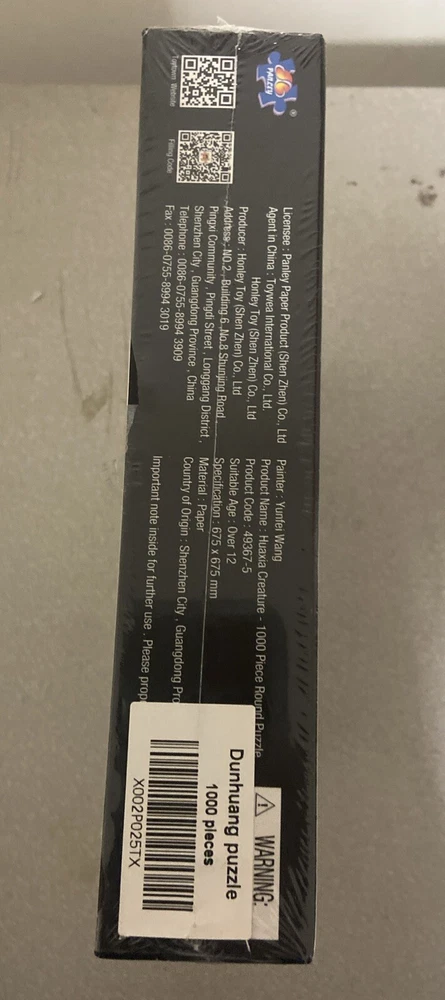 PANLEY
®
Toytown Website
Filling Code
Licensee : Panley Paper Product (Shen Zhen) Co., Ltd
Agent in China : Toywea International Co., Ltd.
Honley Toy (Shen Zhen) Co., Ltd
Producer : Honley Toy (Shen Zhen) Co., Ltd
Address : NO.2 , Building 6 ,No.8 Shunjing Road ,
Pingxi Community , Pingdi Street , Longgang District ,
Shenzhen City , Guangdong Province , China
Telephone : 0086-0755-8994 3909
Fax : 0086-0755-8994 3019
Painter : Yunfei Wang
Product Name : Huaxia Creature - 1000 Piece Round Puzzle
Product Code : 49367-5
Suitable Age : Over 12
Specification : 675 x 675 mm
Material : Paper
Country of Origin : Shenzhen City , Guangdong Pro
Important note inside for further use . Please prop
WARNING:
Dunhuang puzzle
1000 pieces
X002P025TX